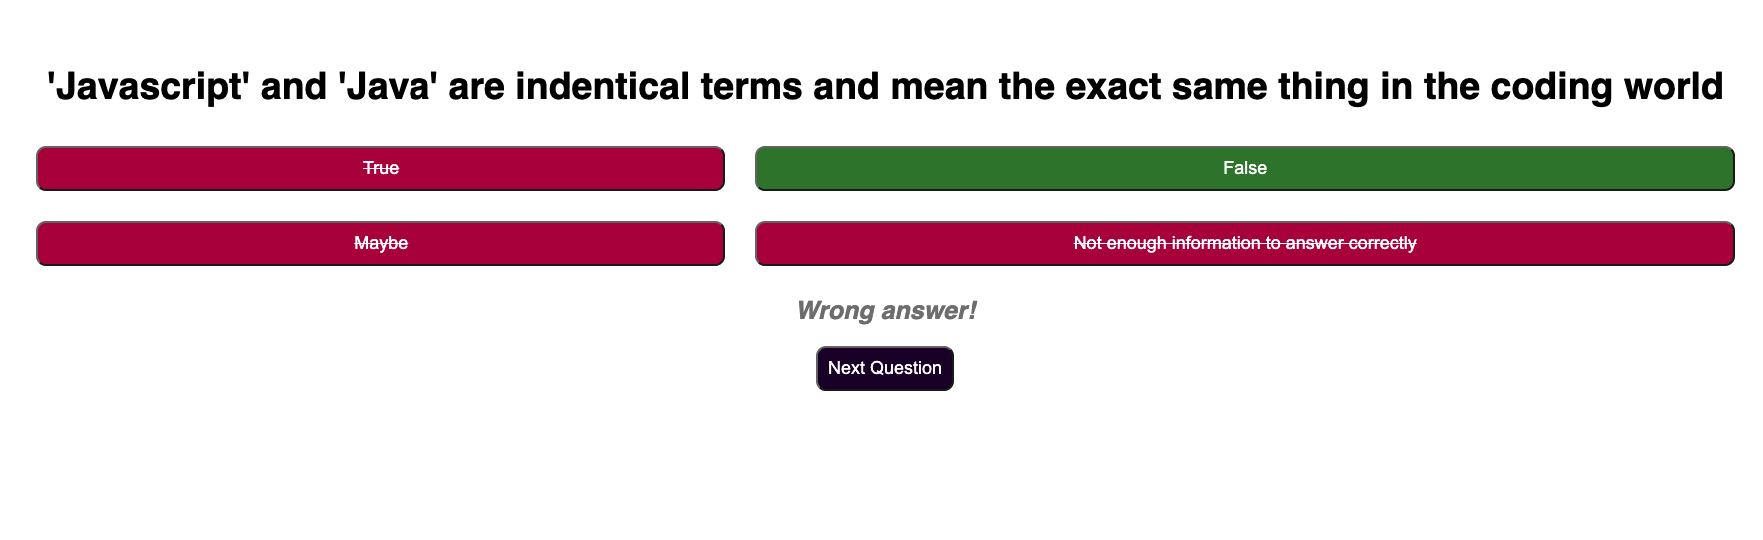 'Javascript' and 'Java' are indentical terms and mean the exact same thing in the coding world
True
False
Maybe
Not enough information to answer correctly
Wrong answer!
Next Question